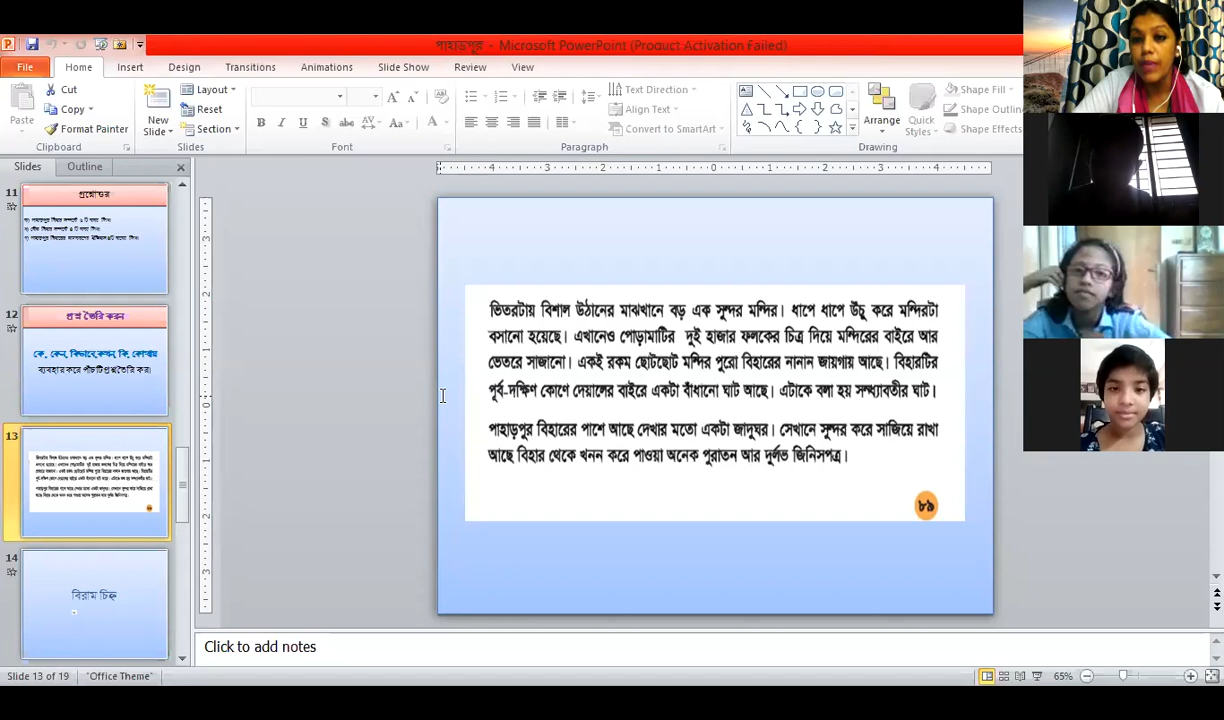 পাহাড়পুর - Microsoft PowerPoint (Product Activation Failed)
File Home Insert Design Transitions Animations Slide Show Review View
Paste
Cut
Copy
Format Painter
Clipboard
New Slide
Layout
Reset
Section
Slides
Font
Text Direction
Align Text
Convert to SmartArt
Paragraph
Arrange
Quick Styles
Shape Fill
Shape Outlin
Shape Effects
Drawing
Slides Outline
11
প্রশ্নোত্তর
12
প্রশ্ন তৈরি করুন
কে, কেন, কিভাবে, কখন, কি, কোথায়
ব্যবহার করে পাঁচটি প্রশ্ন তৈরি কর।
13
14
বিরাম চিহ্ন
ভিতরটায় বিশাল উঠানের মাঝখানে বড় এক সুন্দর মন্দির। ধাপে ধাপে উঁচু করে মন্দিরটা
বসানো হয়েছে। এখানেও পোড়ামাটির দুই হাজার ফলকের চিত্র দিয়ে মন্দিরের বাইরে আর
ভেতরে সাজানো। একই রকম ছোটছোট মন্দির পুরো বিহারের নানান জায়গায় আছে। বিহারটির
পূর্ব-দক্ষিণ কোণে দেয়ালের বাইরে একটা বাঁধানো ঘাট আছে। এটাকে বলা হয় সন্ধ্যাবতীর ঘাট।
পাহাড়পুর বিহারের পাশে আছে দেখার মতো একটা জাদুঘর। সেখানে সুন্দর করে সাজিয়ে রাখা
আছে বিহার থেকে খনন করে পাওয়া অনেক পুরাতন আর দুর্লভ জিনিসপত্র।
৮৯
Click to add notes
Slide 13 of 19 "Office Theme" 65%